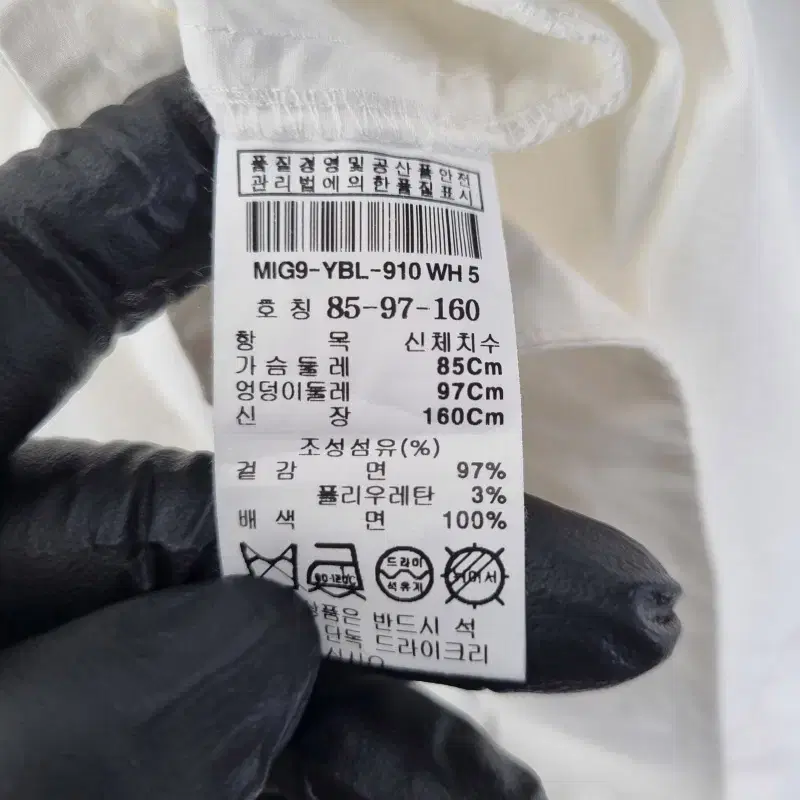 품질경영및공산품안전
관리법에의한품질표시
MIG9-YBL-910 WH 5
호 칭 85-97-160
항 목 신체치수
가슴둘레 85Cm
엉덩이둘레 97Cm
신 장 160Cm
조성섬유(%)
겉 감 면 97%
폴리우레탄 3%
배 색 면 100%
드라이
석유계
뉘어서
품은 반드시 석
단독 드라이크리